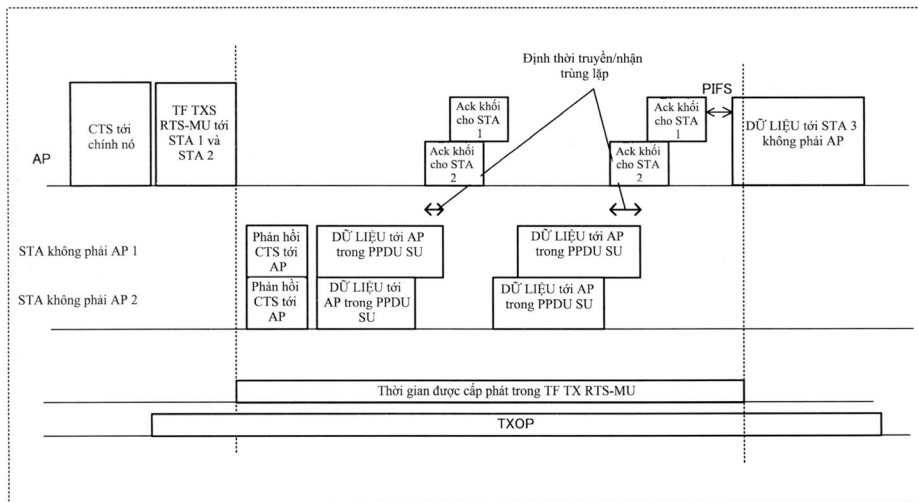 Định thời truyền/nhận
trùng lặp
PIFS
AP
CTS tới
chính nó
TF TXS
RTS-MU tới
STA 1 và
STA 2
Ack khối
cho STA
1
Ack khối
cho STA
2
Ack khối
cho STA
1
Ack khối
cho STA
2
DỮ LIỆU tới STA 3
không phải AP
STA không phải AP 1
Phản hồi
CTS tới
AP
DỮ LIỆU tới AP
trong PPDU SU
DỮ LIỆU tới AP
trong PPDU SU
STA không phải AP 2
Phản hồi
CTS tới
AP
DỮ LIỆU tới
AP trong PPDU
SU
DỮ LIỆU tới AP
trong PPDU SU
Thời gian được cấp phát trong TF TX RTS-MU
TXOP